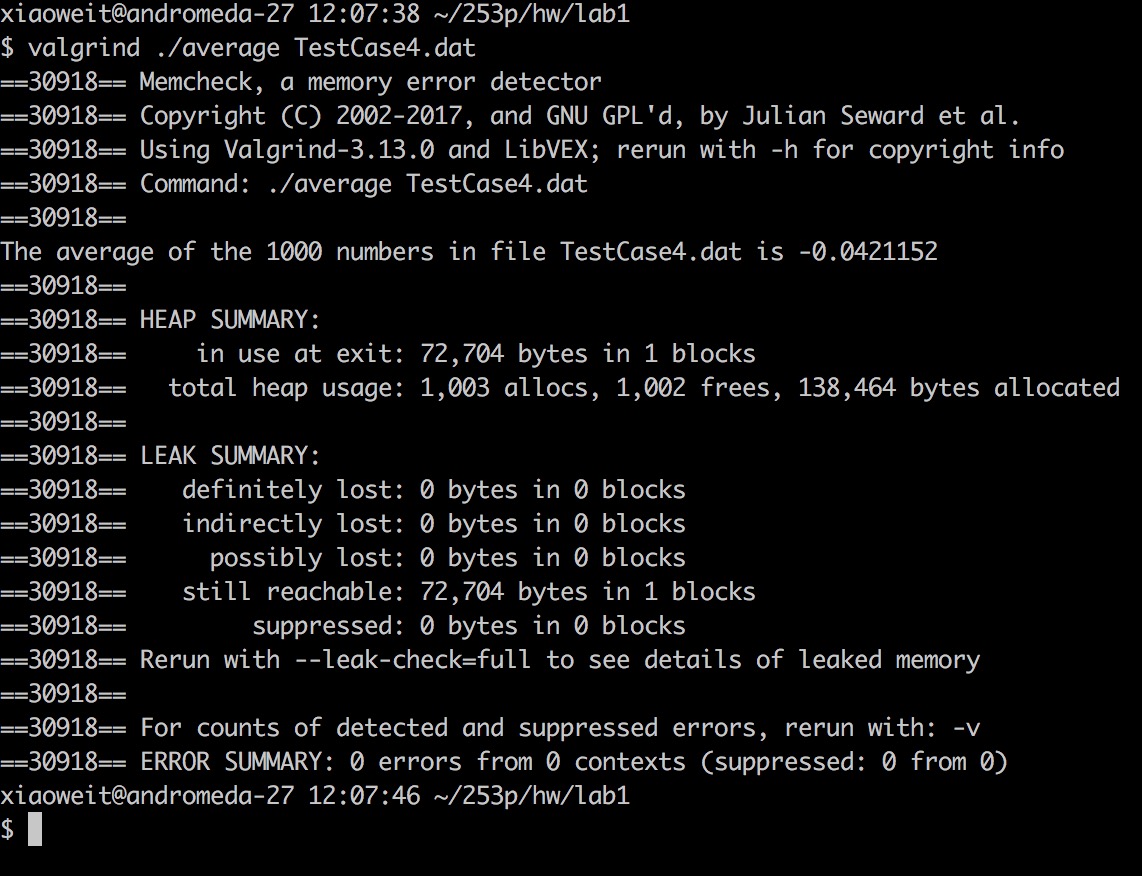 xiaoweit@andromeda-27 12:07:38 ~/253p/hw/lab1
$ valgrind ./average TestCase4.dat
==30918== Memcheck, a memory error detector
==30918== Copyright (C) 2002-2017, and GNU GPL'd, by Julian Seward et al.
==30918== Using Valgrind-3.13.0 and LibVEX; rerun with -h for copyright info
==30918== Command: ./average TestCase4.dat
==30918==
The average of the 1000 numbers in file TestCase4.dat is -0.0421152
==30918==
==30918== HEAP SUMMARY:
==30918==     in use at exit: 72,704 bytes in 1 blocks
==30918==   total heap usage: 1,003 allocs, 1,002 frees, 138,464 bytes allocated
==30918==
==30918== LEAK SUMMARY:
==30918==    definitely lost: 0 bytes in 0 blocks
==30918==    indirectly lost: 0 bytes in 0 blocks
==30918==      possibly lost: 0 bytes in 0 blocks
==30918==    still reachable: 72,704 bytes in 1 blocks
==30918==         suppressed: 0 bytes in 0 blocks
==30918== Rerun with --leak-check=full to see details of leaked memory
==30918==
==30918== For counts of detected and suppressed errors, rerun with: -v
==30918== ERROR SUMMARY: 0 errors from 0 contexts (suppressed: 0 from 0)
xiaoweit@andromeda-27 12:07:46 ~/253p/hw/lab1
$